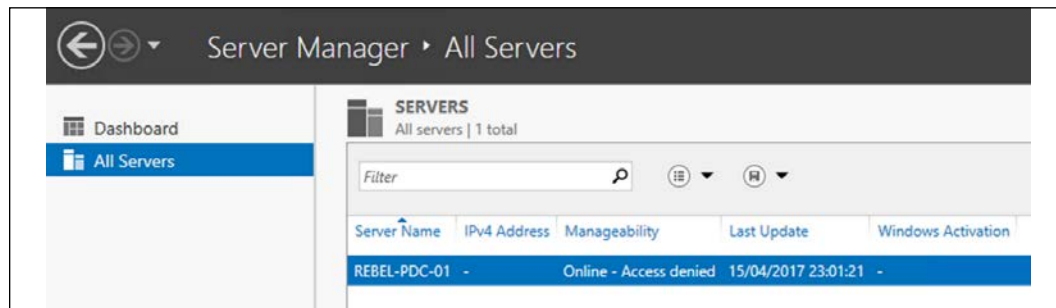 Server Manager ‣ All Servers
Dashboard
All Servers
SERVERS
All servers | 1 total
Filter
Server Name IPv4 Address Manageability Last Update Windows Activation
REBEL-PDC-01 - Online - Access denied 15/04/2017 23:01:21 -